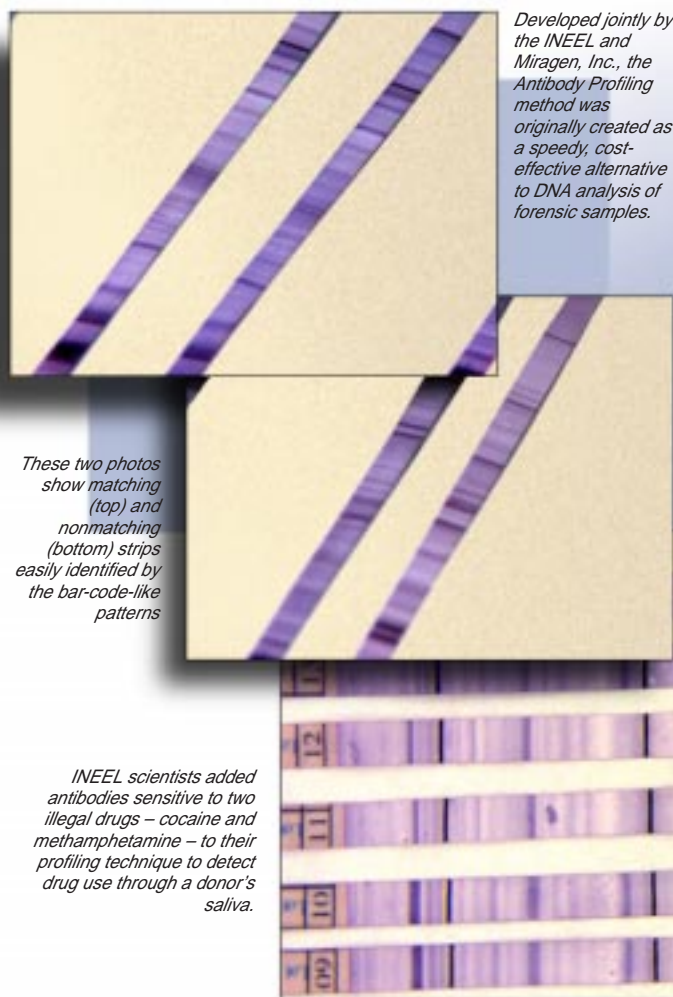 Developed jointly by
the INEEL and
Miragen, Inc., the
Antibody Profiling
method was
originally created as
a speedy, cost-
effective alternative
to DNA analysis of
forensic samples.
These two photos
show matching
(top) and
nonmatching
(bottom) strips
easily identified by
the bar-code-like
patterns
INEEL scientists added
antibodies sensitive to two
illegal drugs – cocaine and
methamphetamine – to their
profiling technique to detect
drug use through a donor's
saliva.
12
11
10
09